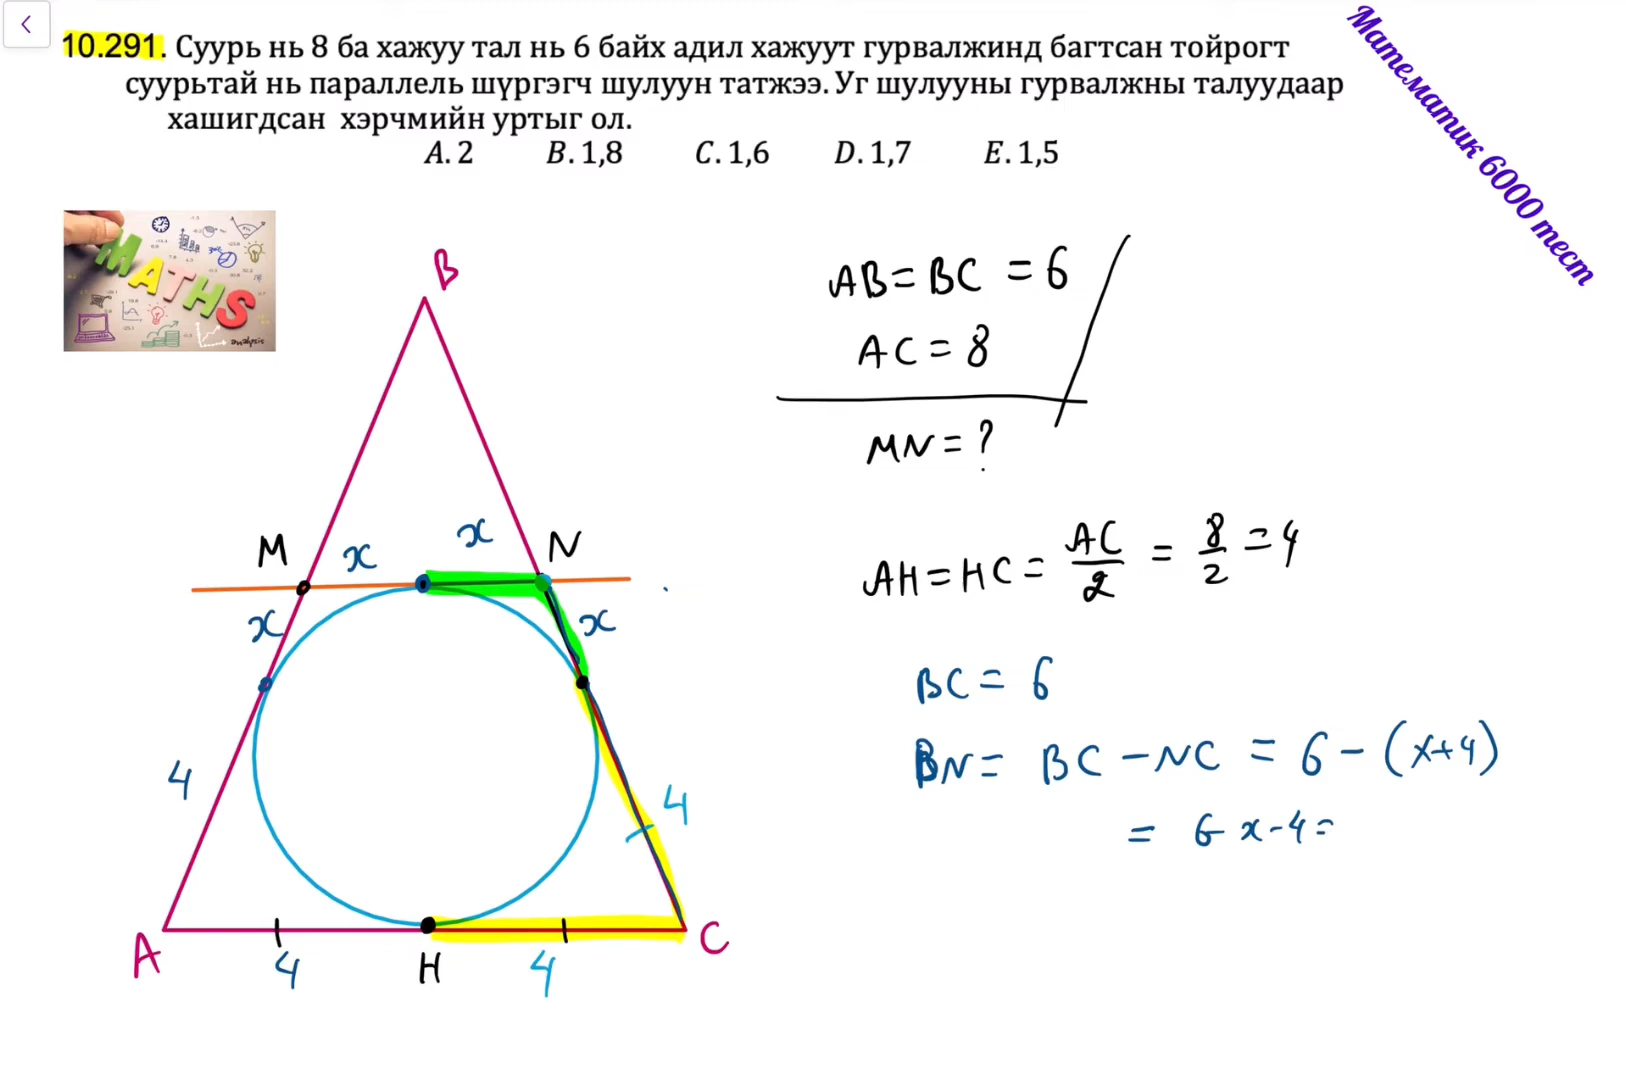 10.291. Суурь нь 8 ба хажуу тал нь 6 байх адил хажуут гурвалжинд багтсан тойрогт
суурьтай нь параллель шүргэгч шулуун татжээ. Уг шулууны гурвалжны талуудаар
хашигдсан хэрчмийн уртыг ол.
A. 2 B. 1,8 C. 1,6 D. 1,7 E. 1,5
Математик 6000 тест
MATHS
analysis
B
AB = BC = 6
AC = 8
MN = ?
M x x N
x x
AH = HC = AC/2 = 8/2 = 4
BC = 6
BN = BC - NC = 6 - (x+4)
= 6 x - 4 =
4 4
A 4 H 4 C